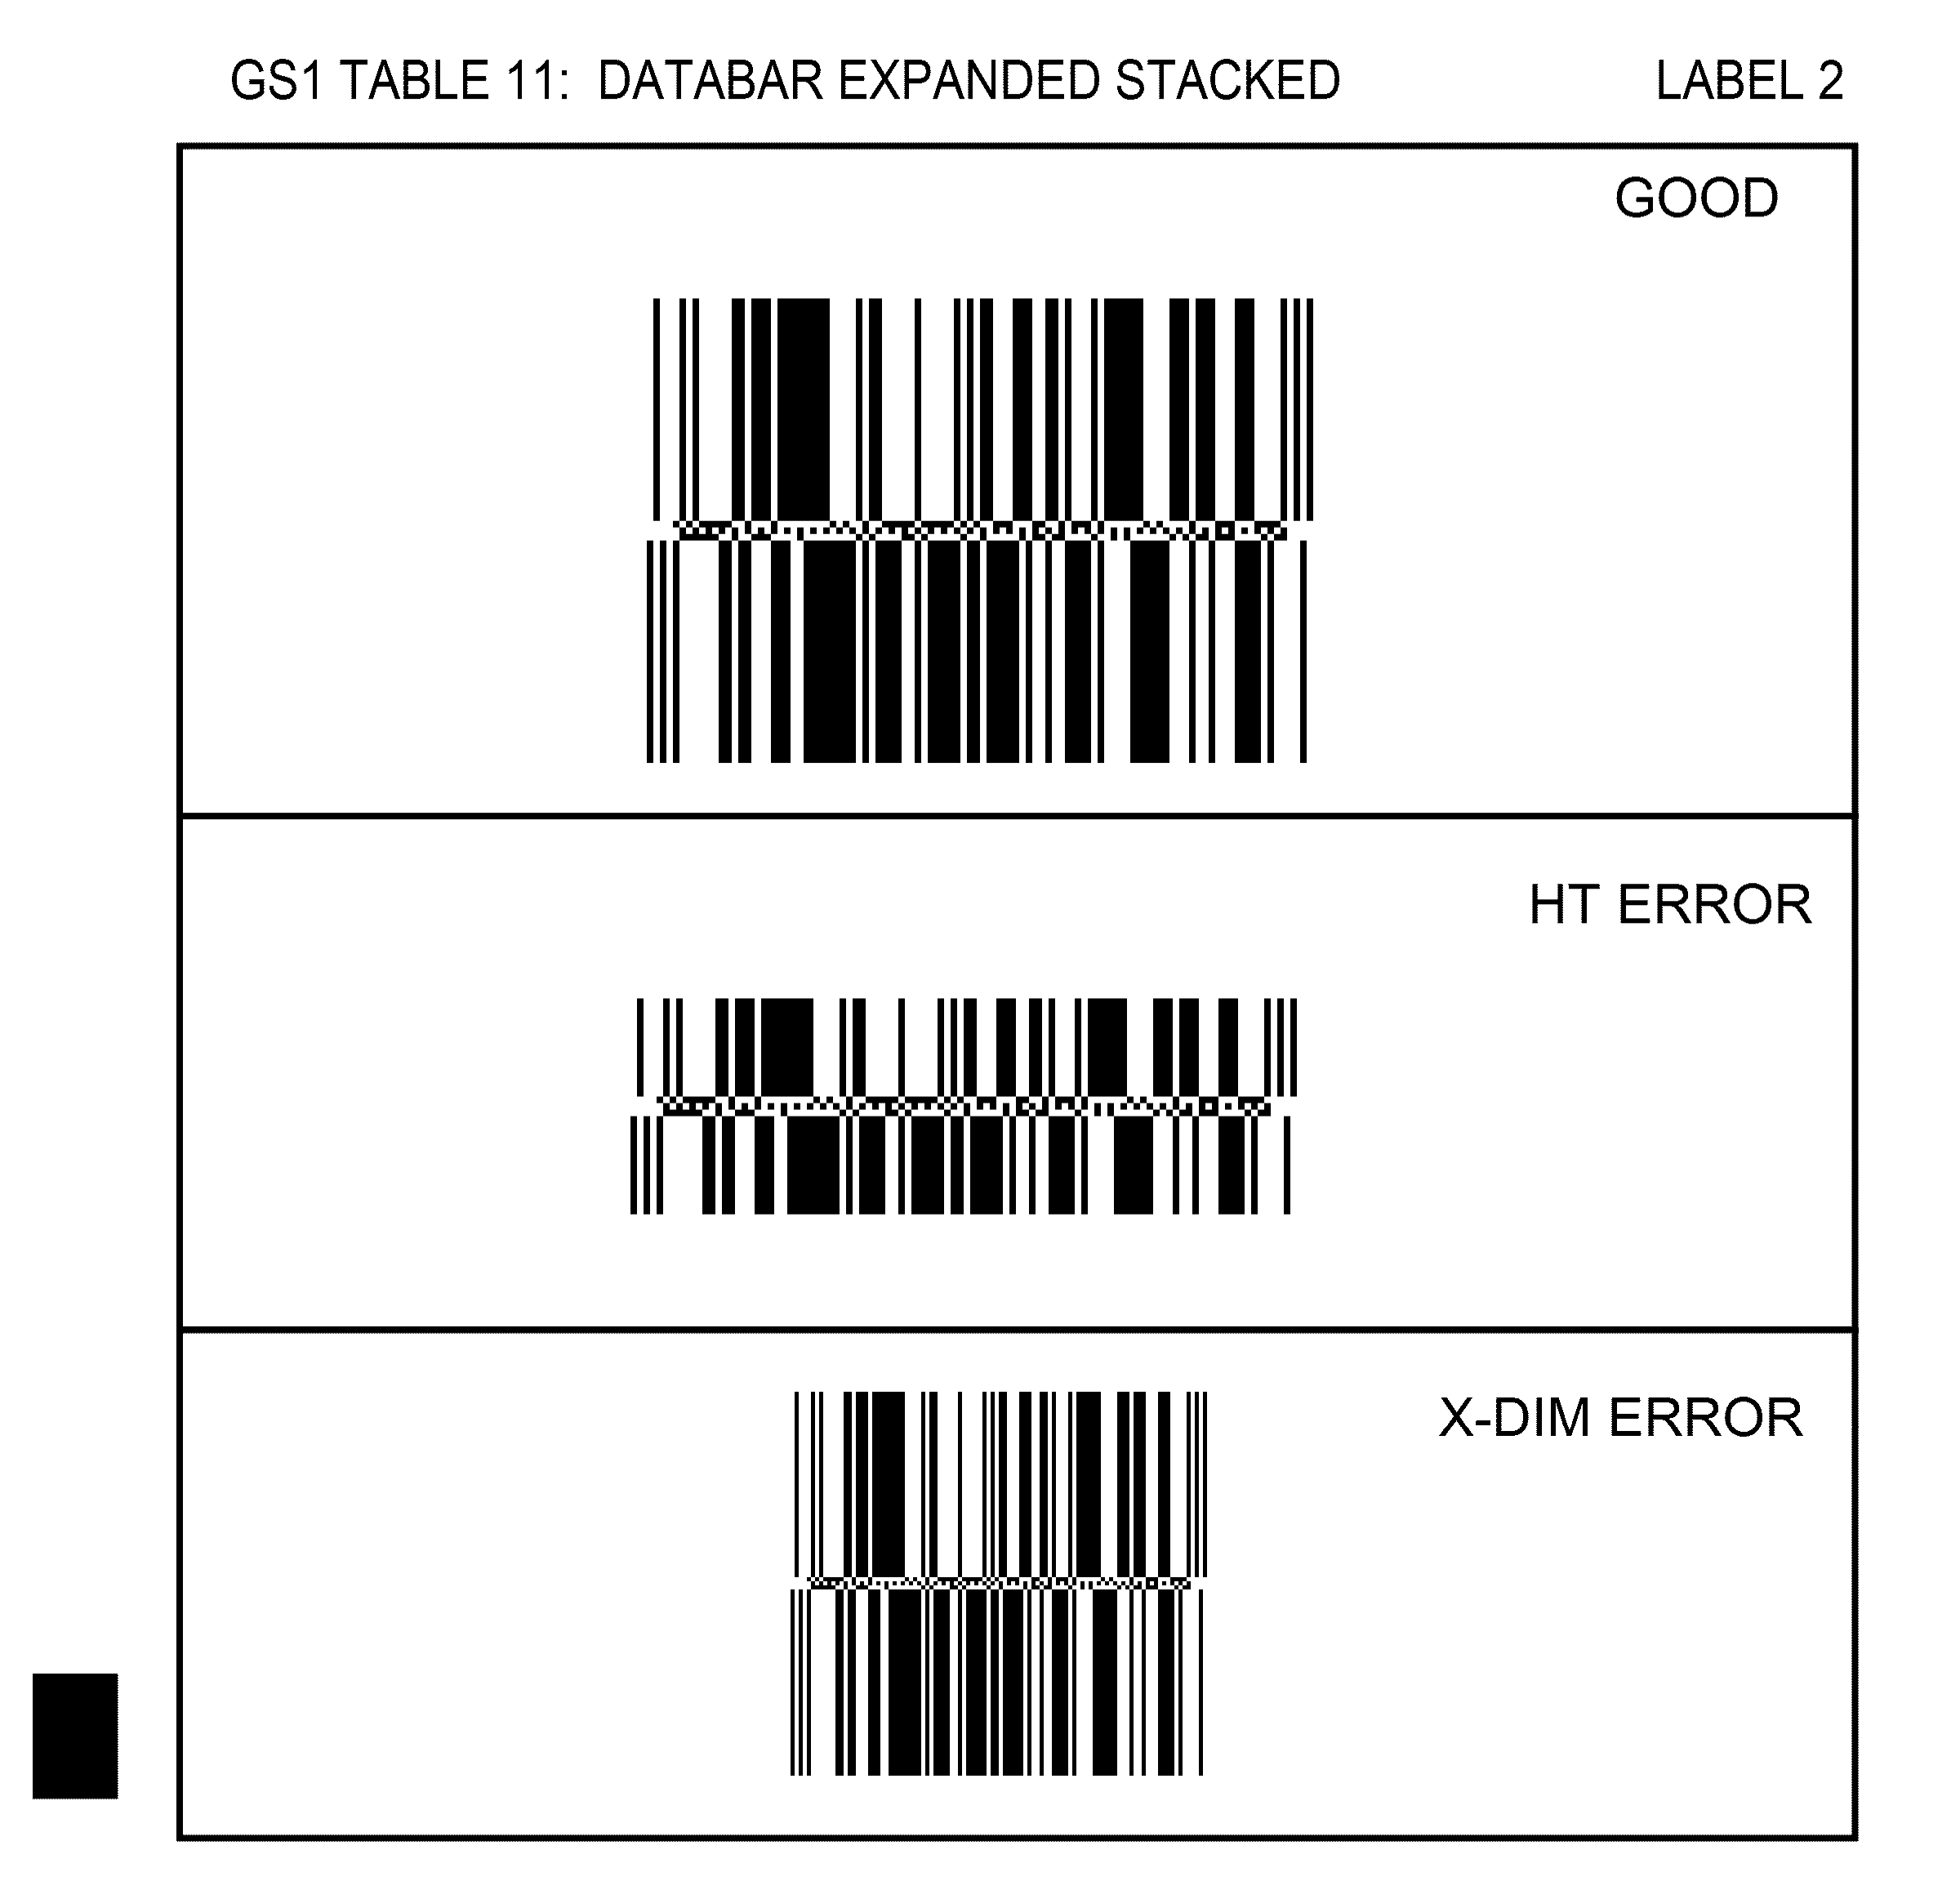 GS1 TABLE 11: DATABAR EXPANDED STACKED LABEL 2
GOOD
HT ERROR
X-DIM ERROR